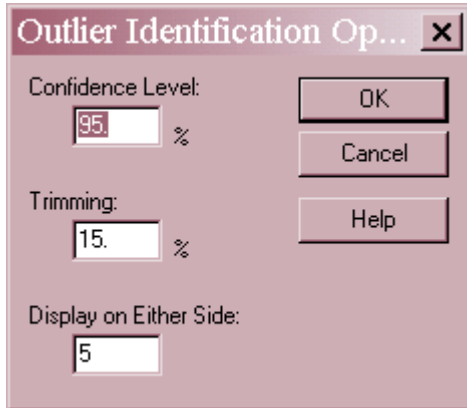 Outlier Identification Op...
Confidence Level:
95. %
OK
Cancel
Trimming:
15. %
Help
Display on Either Side:
5